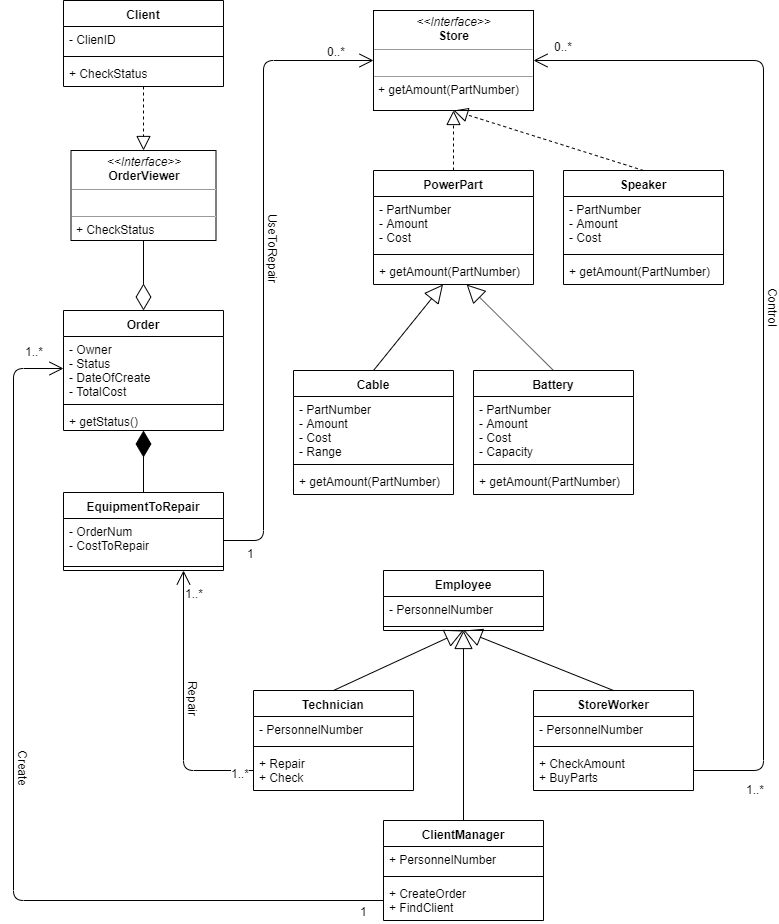 Client
- ClienID
+ CheckStatus
<<Interface>>
OrderViewer
+ CheckStatus
Order
- Owner
- Status
- DateOfCreate
- TotalCost
+ getStatus()
EquipmentToRepair
- OrderNum
- CostToRepair
<<Interface>>
Store
+ getAmount(PartNumber)
0..*
0..*
UseToRepair
1
PowerPart
- PartNumber
- Amount
- Cost
+ getAmount(PartNumber)
Speaker
- PartNumber
- Amount
- Cost
+ getAmount(PartNumber)
Cable
- PartNumber
- Amount
- Cost
- Range
+ getAmount(PartNumber)
Battery
- PartNumber
- Amount
- Cost
- Capacity
+ getAmount(PartNumber)
Control
1..*
Employee
- PersonnelNumber
Technician
- PersonnelNumber
+ Repair
+ Check
StoreWorker
- PersonnelNumber
+ CheckAmount
+ BuyParts
1..*
ClientManager
+ PersonnelNumber
+ CreateOrder
+ FindClient
1..*
Repair
1..*
Create
1